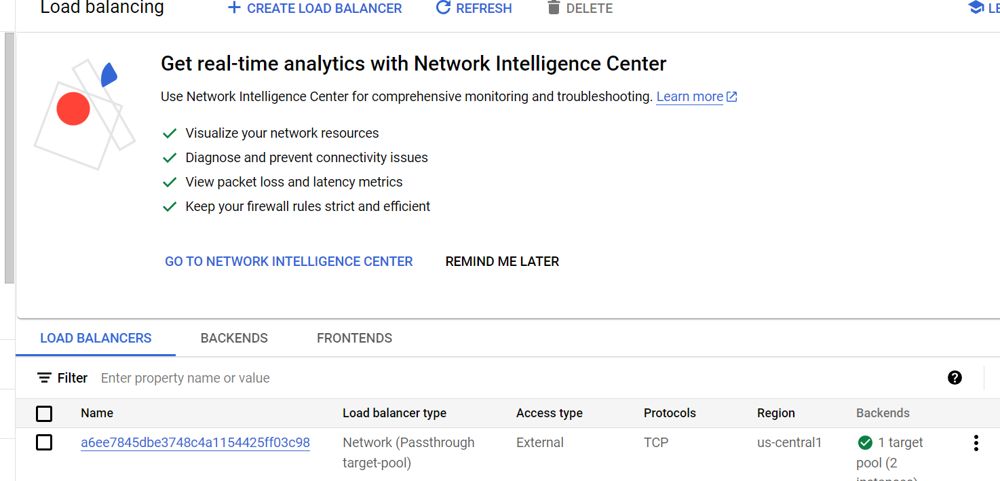 Load balancing
CREATE LOAD BALANCER
REFRESH
DELETE
LE
Get real-time analytics with Network Intelligence Center
Use Network Intelligence Center for comprehensive monitoring and troubleshooting. Learn more
Visualize your network resources
Diagnose and prevent connectivity issues
View packet loss and latency metrics
Keep your firewall rules strict and efficient
GO TO NETWORK INTELLIGENCE CENTER
REMIND ME LATER
LOAD BALANCERS
BACKENDS
FRONTENDS
Filter
Enter property name or value
Name
Load balancer type
Access type
Protocols
Region
Backends
a6ee7845dbe3748c4a1154425ff03c98
Network (Passthrough
target-pool)
External
TCP
us-central1
1 target
pool (2
instances)